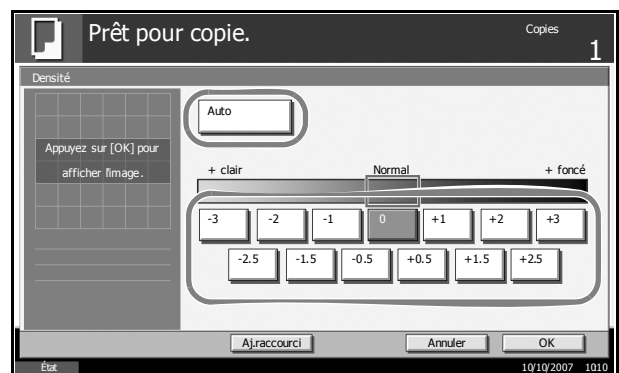 Prêt pour copie.
Copies
1
Densité
Auto
Appuyez sur [OK] pour
afficher l'image.
+ clair
Normal
+ foncé
-3
-2
-1
0
+1
+2
+3
-2.5
-1.5
-0.5
+0.5
+1.5
+2.5
Aj.raccourci
Annuler
OK
État
10/10/2007 10:10